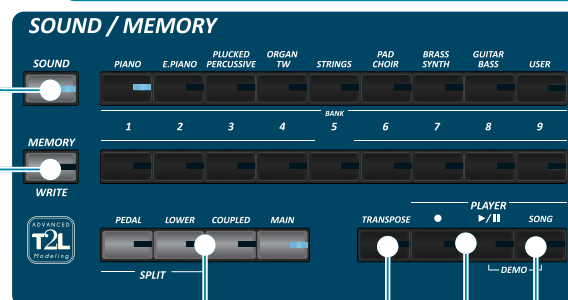 SOUND / MEMORY
SOUND
PIANO
E.PIANO
PLUCKED
PERCUSSIVE
ORGAN
TW
STRINGS
PAD
CHOIR
BRASS
SYNTH
GUITAR
BASS
USER
BANK
1 2 3 4 5 6 7 8 9
MEMORY
WRITE
ADVANCED
T2L
Modeling
PEDAL LOWER COUPLED MAIN
SPLIT
PLAYER
TRANSPOSE ● ▶/❚❚ SONG
DEMO